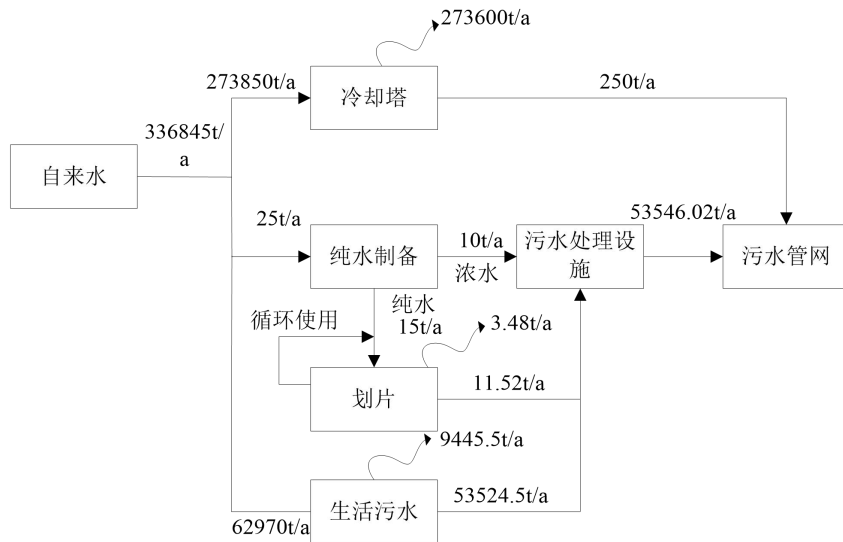 273600t/a
273850t/a
冷却塔
250t/a
336845t/
a
自来水
25t/a
纯水制备
10t/a
浓水
污水处理设
施
53546.02t/a
污水管网
纯水
15t/a
循环使用
3.48t/a
划片
11.52t/a
9445.5t/a
生活污水
53524.5t/a
62970t/a